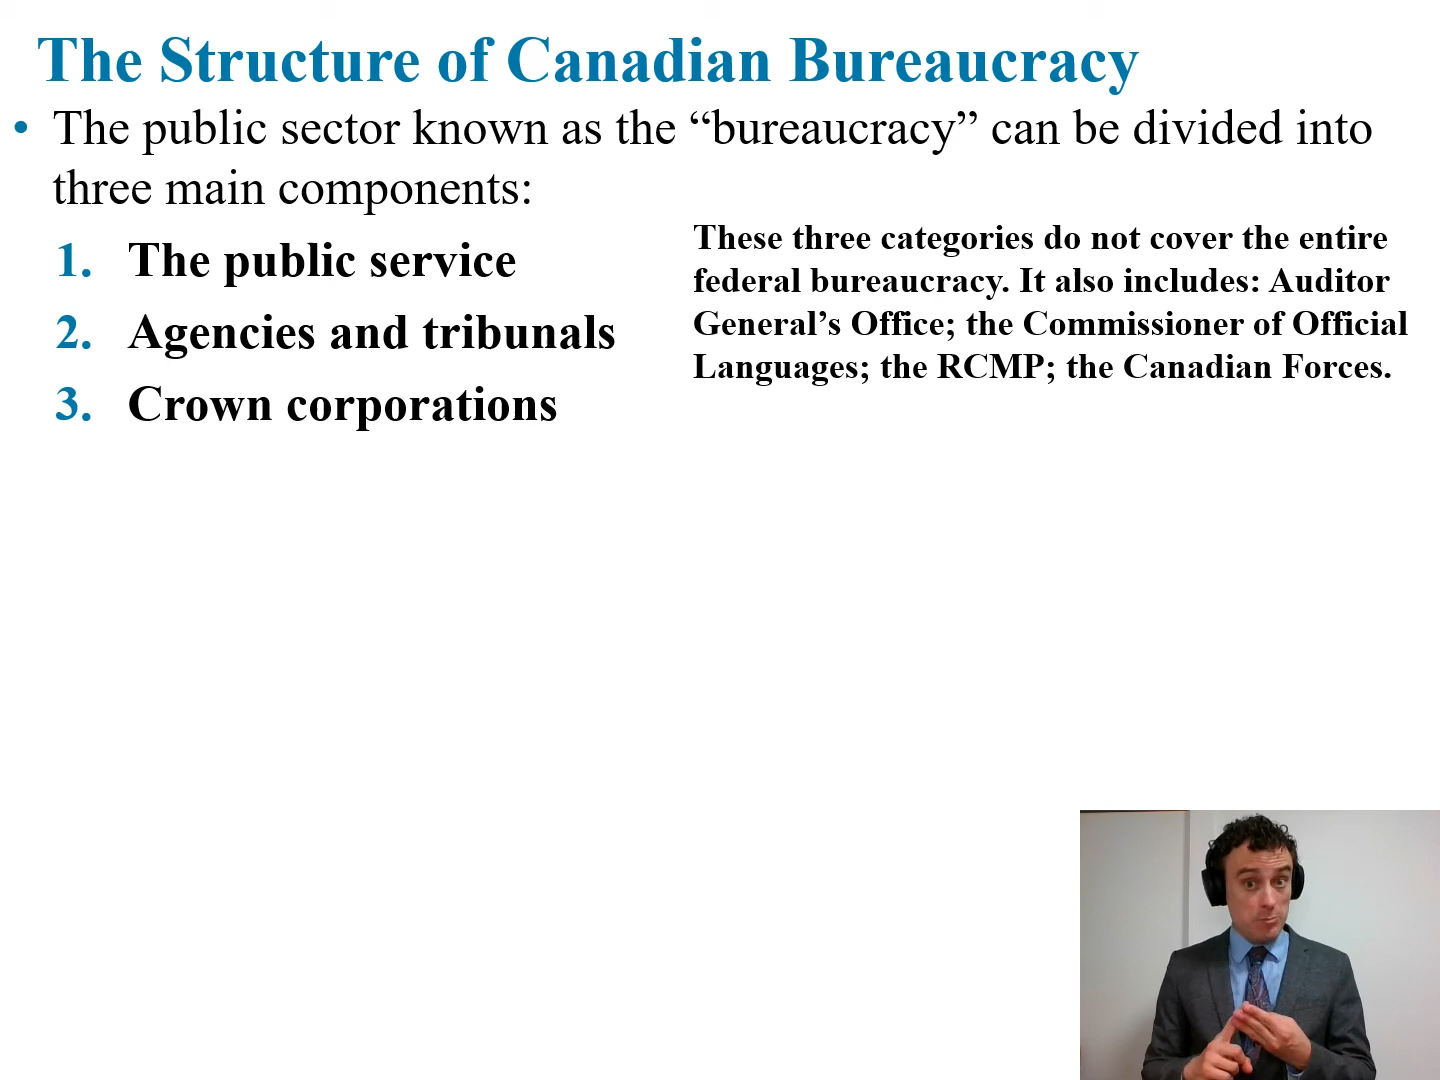 The Structure of Canadian Bureaucracy
• The public sector known as the “bureaucracy” can be divided into
three main components:
1. The public service
2. Agencies and tribunals
3. Crown corporations
These three categories do not cover the entire
federal bureaucracy. It also includes: Auditor
General’s Office; the Commissioner of Official
Languages; the RCMP; the Canadian Forces.